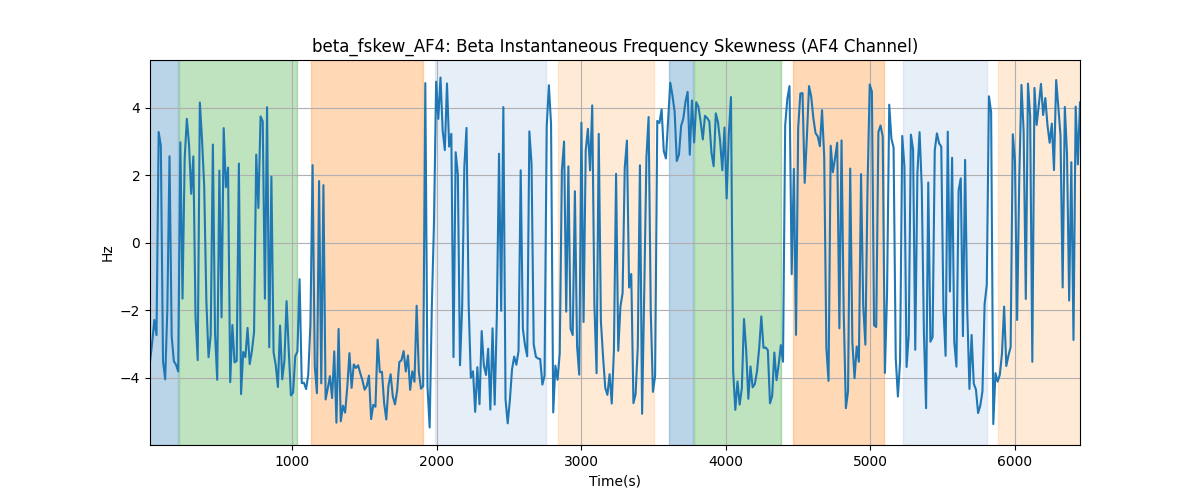 beta_fskew_AF4: Beta Instantaneous Frequency Skewness (AF4 Channel)
Hz
4
2
0
−2
−4
1000 2000 3000 4000 5000 6000
Time(s)